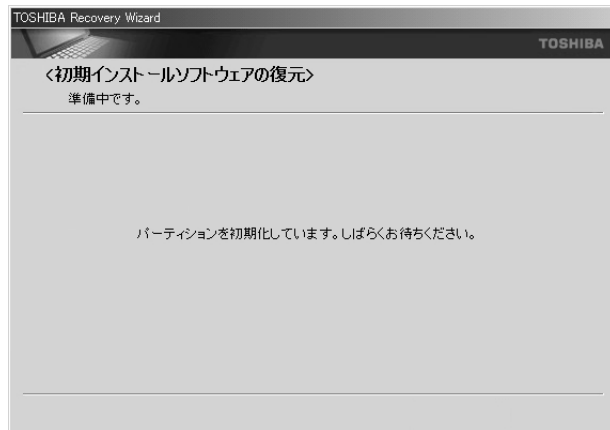 TOSHIBA Recovery Wizard
TOSHIBA
<初期インストールソフトウェアの復元>
準備中です。
パーティションを初期化しています。しばらくお待ちください。